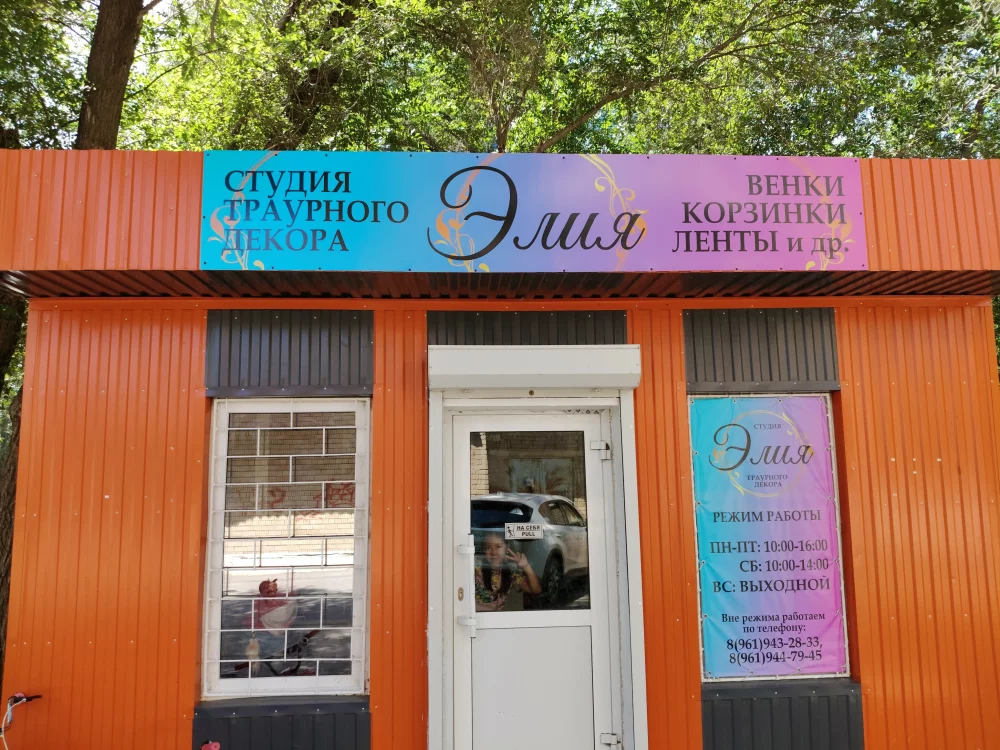 СТУДИЯ
ТРАУРНОГО
ДЕКОРА
Элия
ВЕНКИ
КОРЗИНКИ
ЛЕНТЫ и др.
НА СЕБЯ
PULL
СТУДИЯ
Элия
ТРАУРНОГО
ДЕКОРА
РЕЖИМ РАБОТЫ
ПН-ПТ: 10:00-16:00
СБ: 10:00-14:00
ВС: ВЫХОДНОЙ
Вне режима работаем
по телефону:
8(961)943-28-33,
8(961)944-79-45